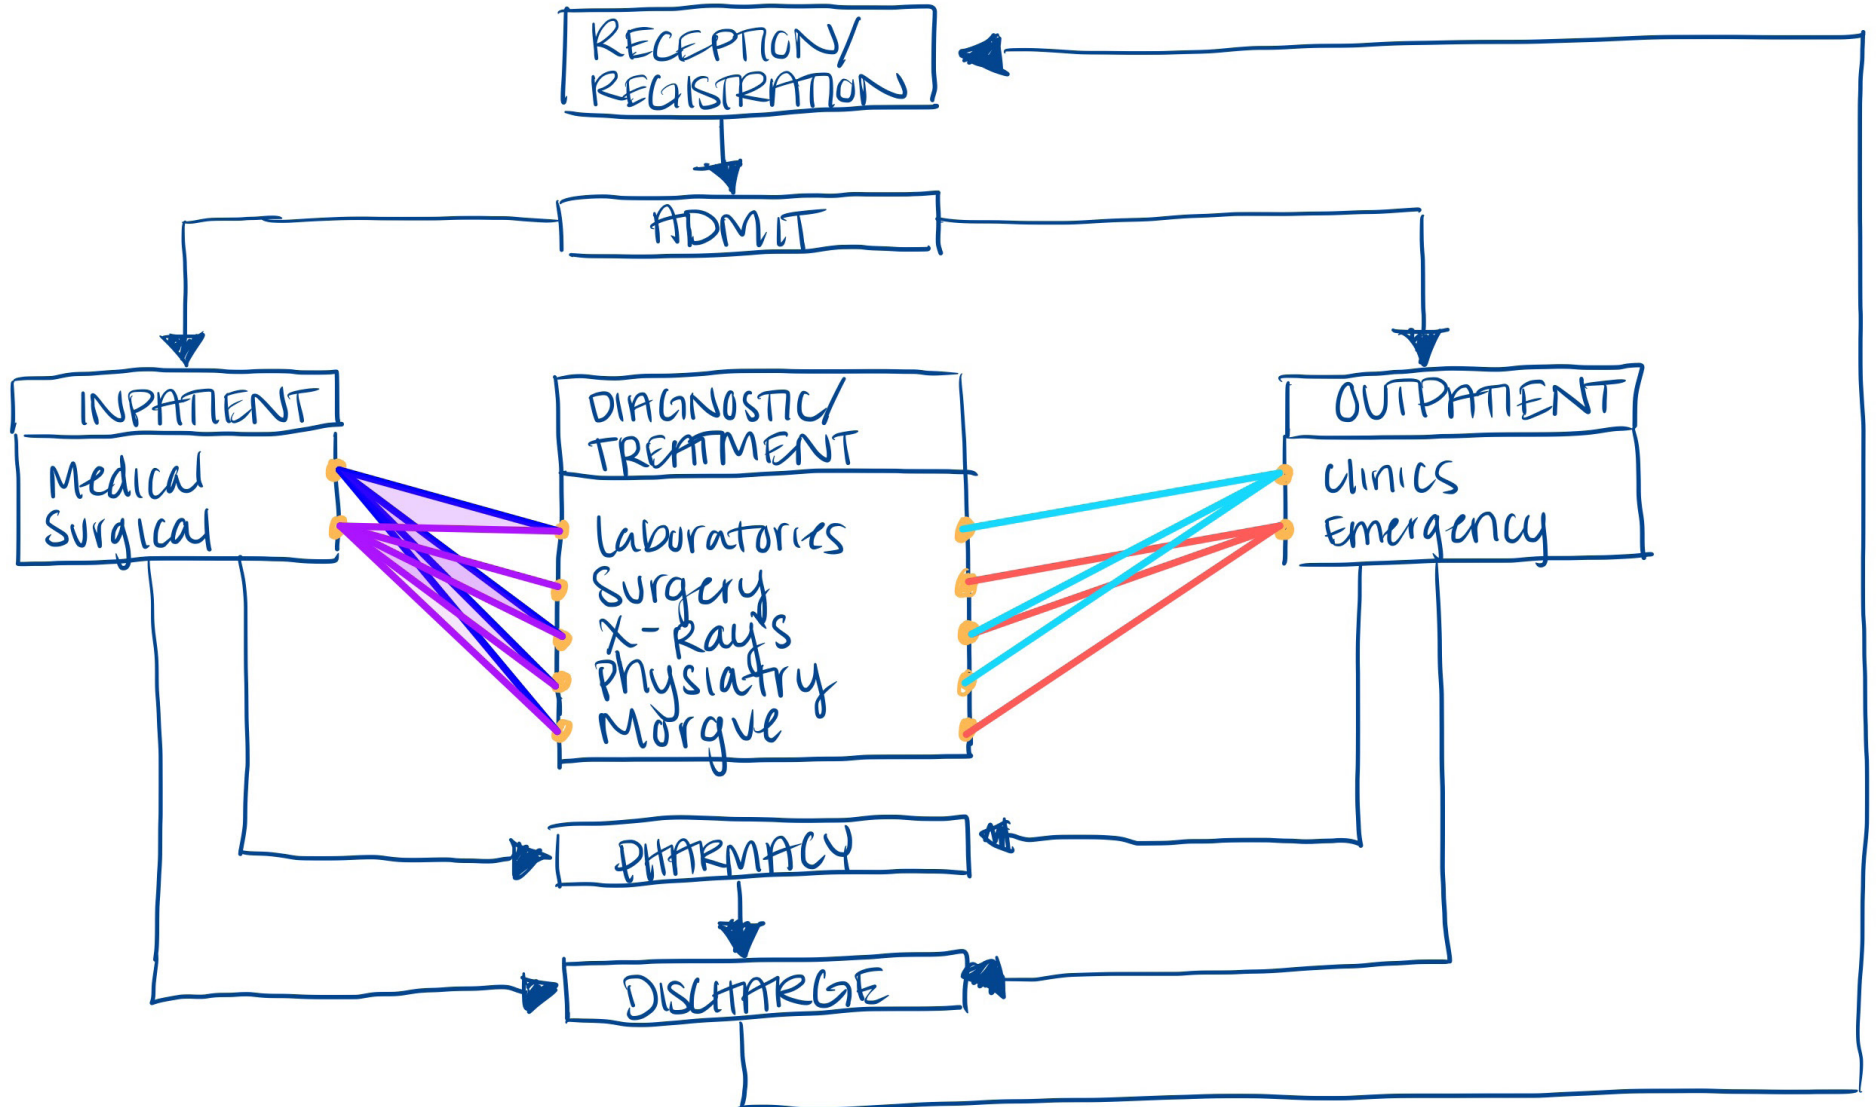 RECEPTION/
REGISTRATION
ADMIT
INPATIENT
Medical
Surgical
DIAGNOSTIC/
TREATMENT
Laboratories
Surgery
X-Ray's
Physiatry
Morgue
OUTPATIENT
Clinics
Emergency
PHARMACY
DISCHARGE